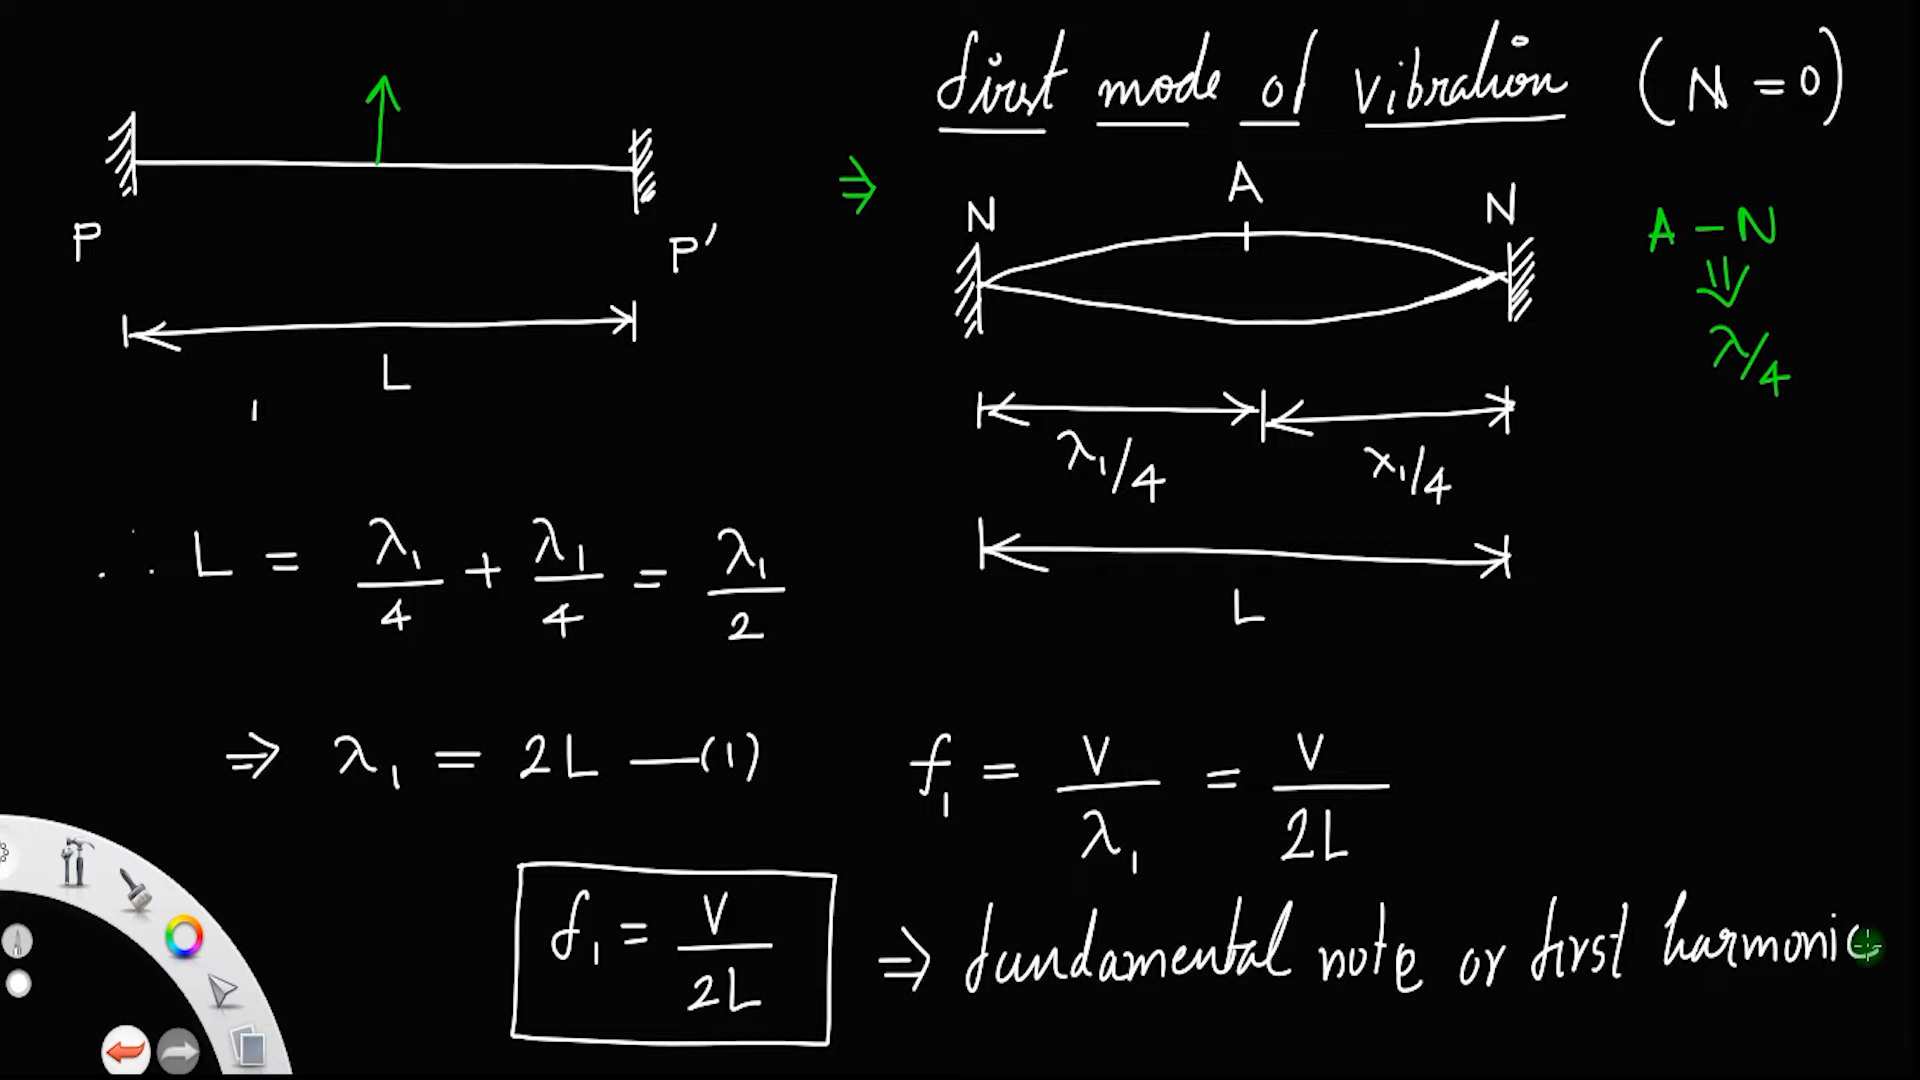 first mode of vibration (N = 0)
A
N N
A - N
⇓
λ/4
P P'
L
λ₁/4 λ₁/4
L
∴ L = λ₁/4 + λ₁/4 = λ₁/2
⇒ λ₁ = 2L —(1)
f₁ = V/λ₁ = V/2L
f₁ = V/2L ⇒ fundamental note or first harmonic